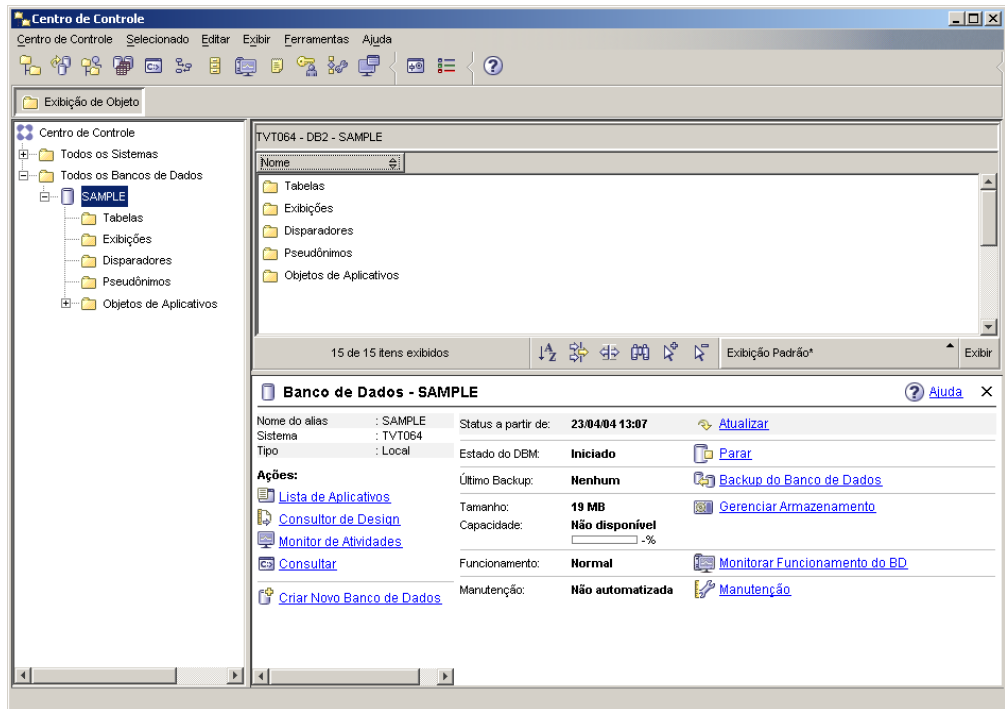 Centro de Controle
Centro de Controle Selecionado Editar Exibir Ferramentas Ajuda
Exibição de Objeto
Centro de Controle
Todos os Sistemas
Todos os Bancos de Dados
SAMPLE
Tabelas
Exibições
Disparadores
Pseudônimos
Objetos de Aplicativos
TVT064 - DB2 - SAMPLE
Nome
Tabelas
Exibições
Disparadores
Pseudônimos
Objetos de Aplicativos
15 de 15 itens exibidos
Exibição Padrão* Exibir
Banco de Dados - SAMPLE
Ajuda
Nome do alias : SAMPLE
Sistema : TVT064
Tipo : Local
Ações:
Lista de Aplicativos
Consultor de Design
Monitor de Atividades
Consultar
Criar Novo Banco de Dados
Status a partir de: 23/04/04 13:07 Atualizar
Estado do DBM: Iniciado Parar
Último Backup: Nenhum Backup do Banco de Dados
Tamanho: 19 MB Gerenciar Armazenamento
Capacidade: Não disponível
-%
Funcionamento: Normal Monitorar Funcionamento do BD
Manutenção: Não automatizada Manutenção